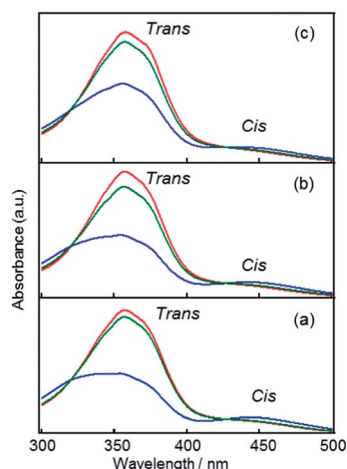 (c)
Trans
Cis
(b)
Trans
Cis
(a)
Trans
Cis
Absorbance (a.u.)
300 350 400 450 500
Wavelength / nm